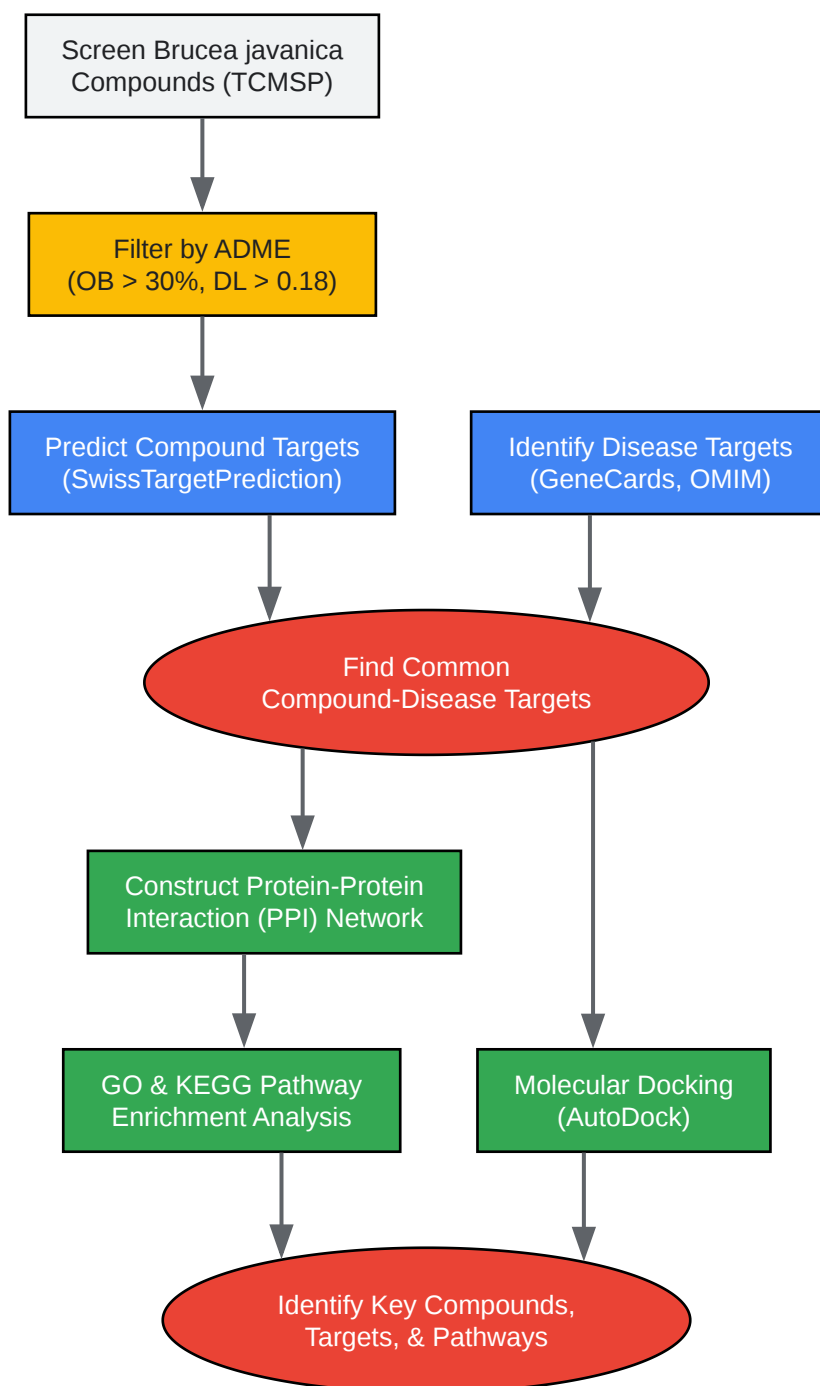 Screen Brucea javanica
Compounds (TCMSP)
Filter by ADME
(OB > 30%, DL > 0.18)
Predict Compound Targets
(SwissTargetPrediction)
Identify Disease Targets
(GeneCards, OMIM)
Find Common
Compound-Disease Targets
Construct Protein-Protein
Interaction (PPI) Network
GO & KEGG Pathway
Enrichment Analysis
Molecular Docking
(AutoDock)
Identify Key Compounds,
Targets, & Pathways